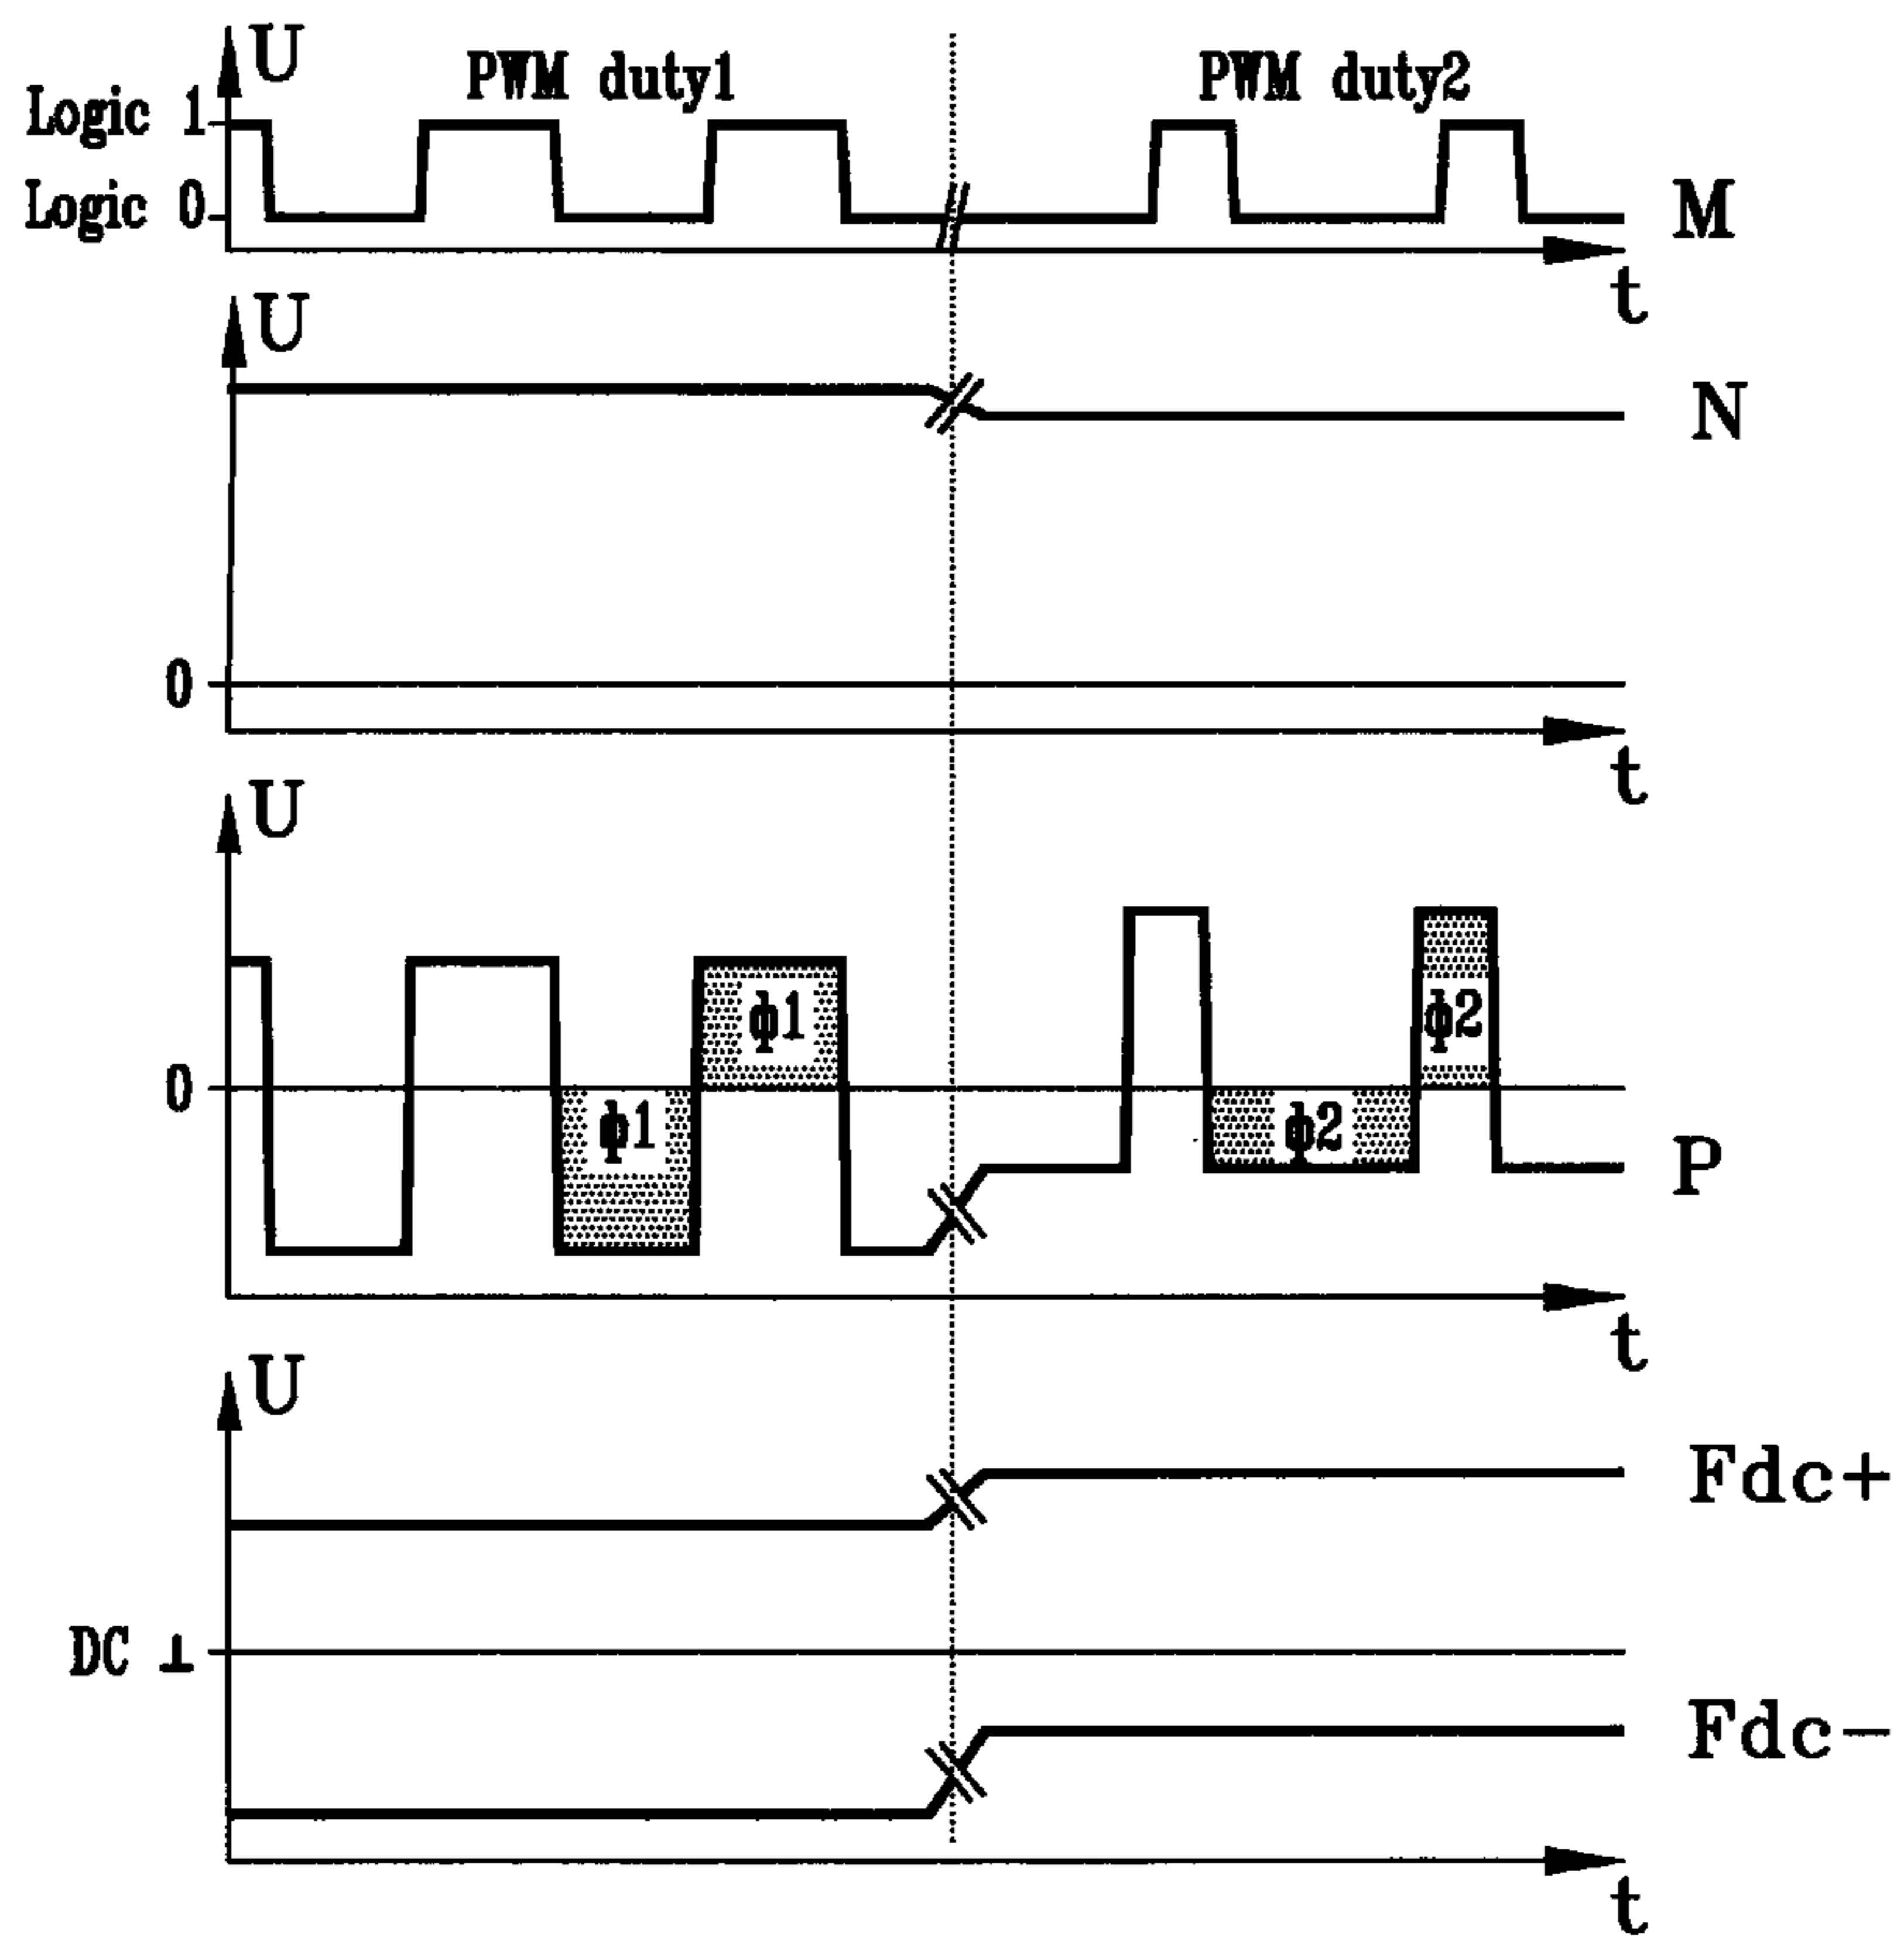 U
PWM duty1
PWM duty2
Logic 1
Logic 0
M
t
U
N
0
t
U
ϕ1
ϕ2
0
ϕ1
ϕ2
P
t
U
Fdc+
DC ⊥
Fdc-
t